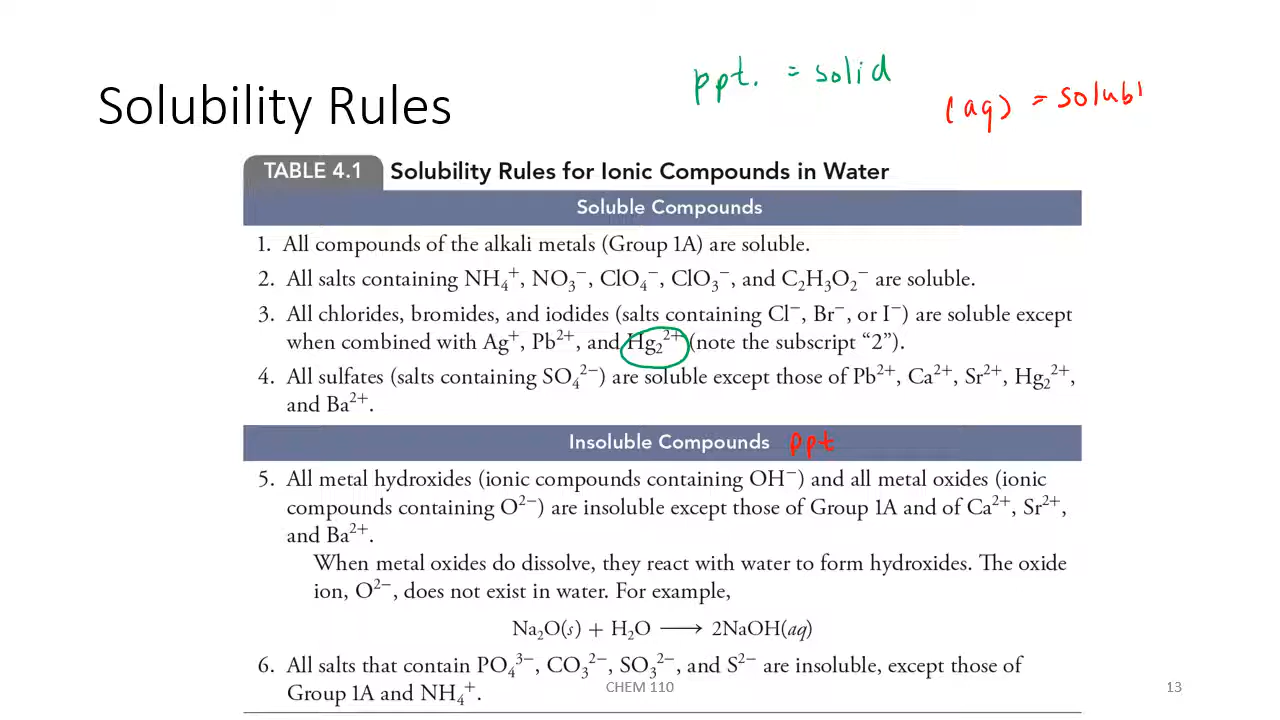 ppt. = solid
Solubility Rules
(aq) = solubl
TABLE 4.1 Solubility Rules for Ionic Compounds in Water
Soluble Compounds
1. All compounds of the alkali metals (Group 1A) are soluble.
2. All salts containing NH₄⁺, NO₃⁻, ClO₄⁻, ClO₃⁻, and C₂H₃O₂⁻ are soluble.
3. All chlorides, bromides, and iodides (salts containing Cl⁻, Br⁻, or I⁻) are soluble except
when combined with Ag⁺, Pb²⁺, and Hg₂²⁺ (note the subscript “2”).
4. All sulfates (salts containing SO₄²⁻) are soluble except those of Pb²⁺, Ca²⁺, Sr²⁺, Hg₂²⁺,
and Ba²⁺.
Insoluble Compounds ppt
5. All metal hydroxides (ionic compounds containing OH⁻) and all metal oxides (ionic
compounds containing O²⁻) are insoluble except those of Group 1A and of Ca²⁺, Sr²⁺,
and Ba²⁺.
When metal oxides do dissolve, they react with water to form hydroxides. The oxide
ion, O²⁻, does not exist in water. For example,
Na₂O(s) + H₂O ⟶ 2NaOH(aq)
6. All salts that contain PO₄³⁻, CO₃²⁻, SO₃²⁻, and S²⁻ are insoluble, except those of
Group 1A and NH₄⁺.
CHEM 110
13